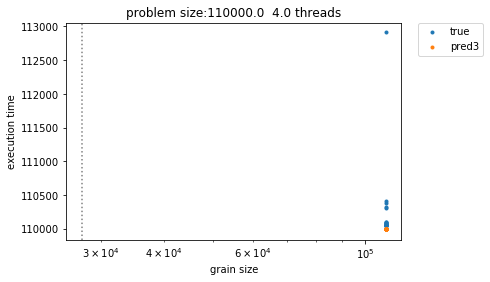 problem size:110000.0  4.0 threads
113000
112500
112000
111500
111000
110500
110000
execution time
3 × 10⁴
4 × 10⁴
6 × 10⁴
10⁵
grain size
true
pred3